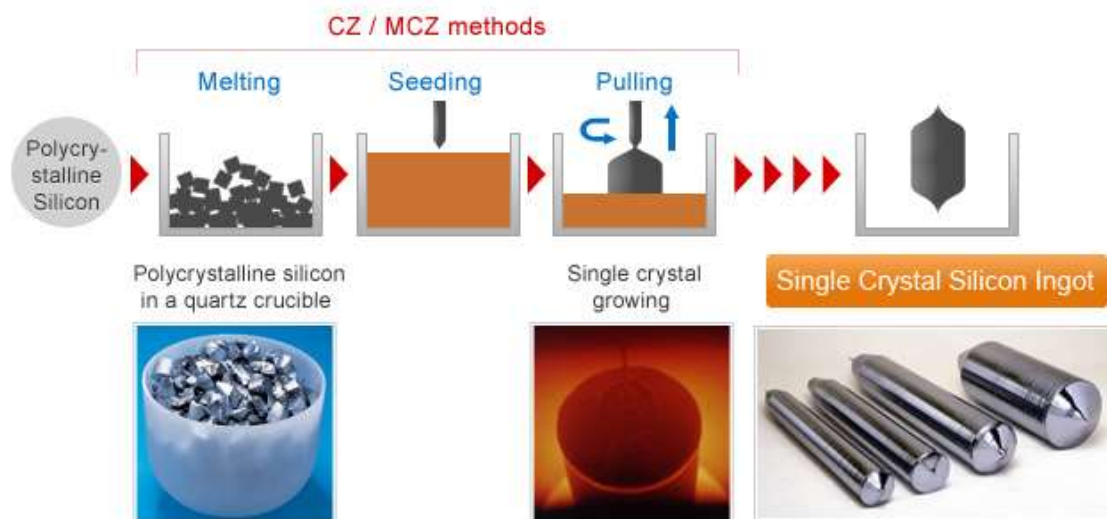 CZ / MCZ methods
Melting
Seeding
Pulling
Polycry-
stalline
Silicon
Polycrystalline silicon
in a quartz crucible
Single crystal
growing
Single Crystal Silicon Ingot